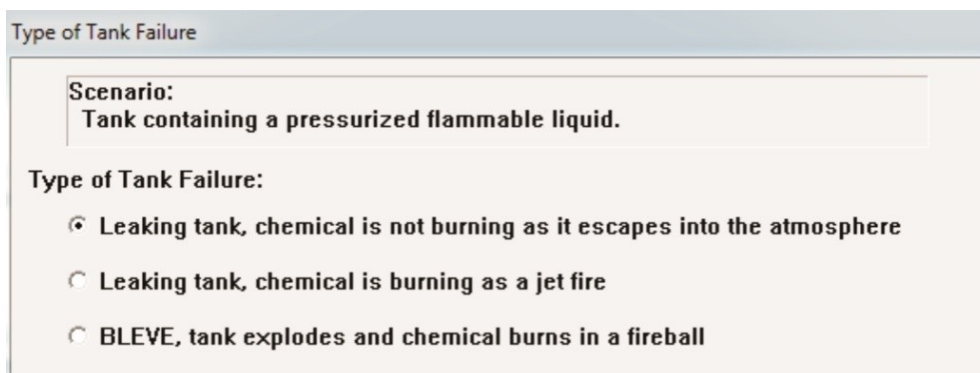 Type of Tank Failure
Scenario:
Tank containing a pressurized flammable liquid.
Type of Tank Failure:
Leaking tank, chemical is not burning as it escapes into the atmosphere
Leaking tank, chemical is burning as a jet fire
BLEVE, tank explodes and chemical burns in a fireball